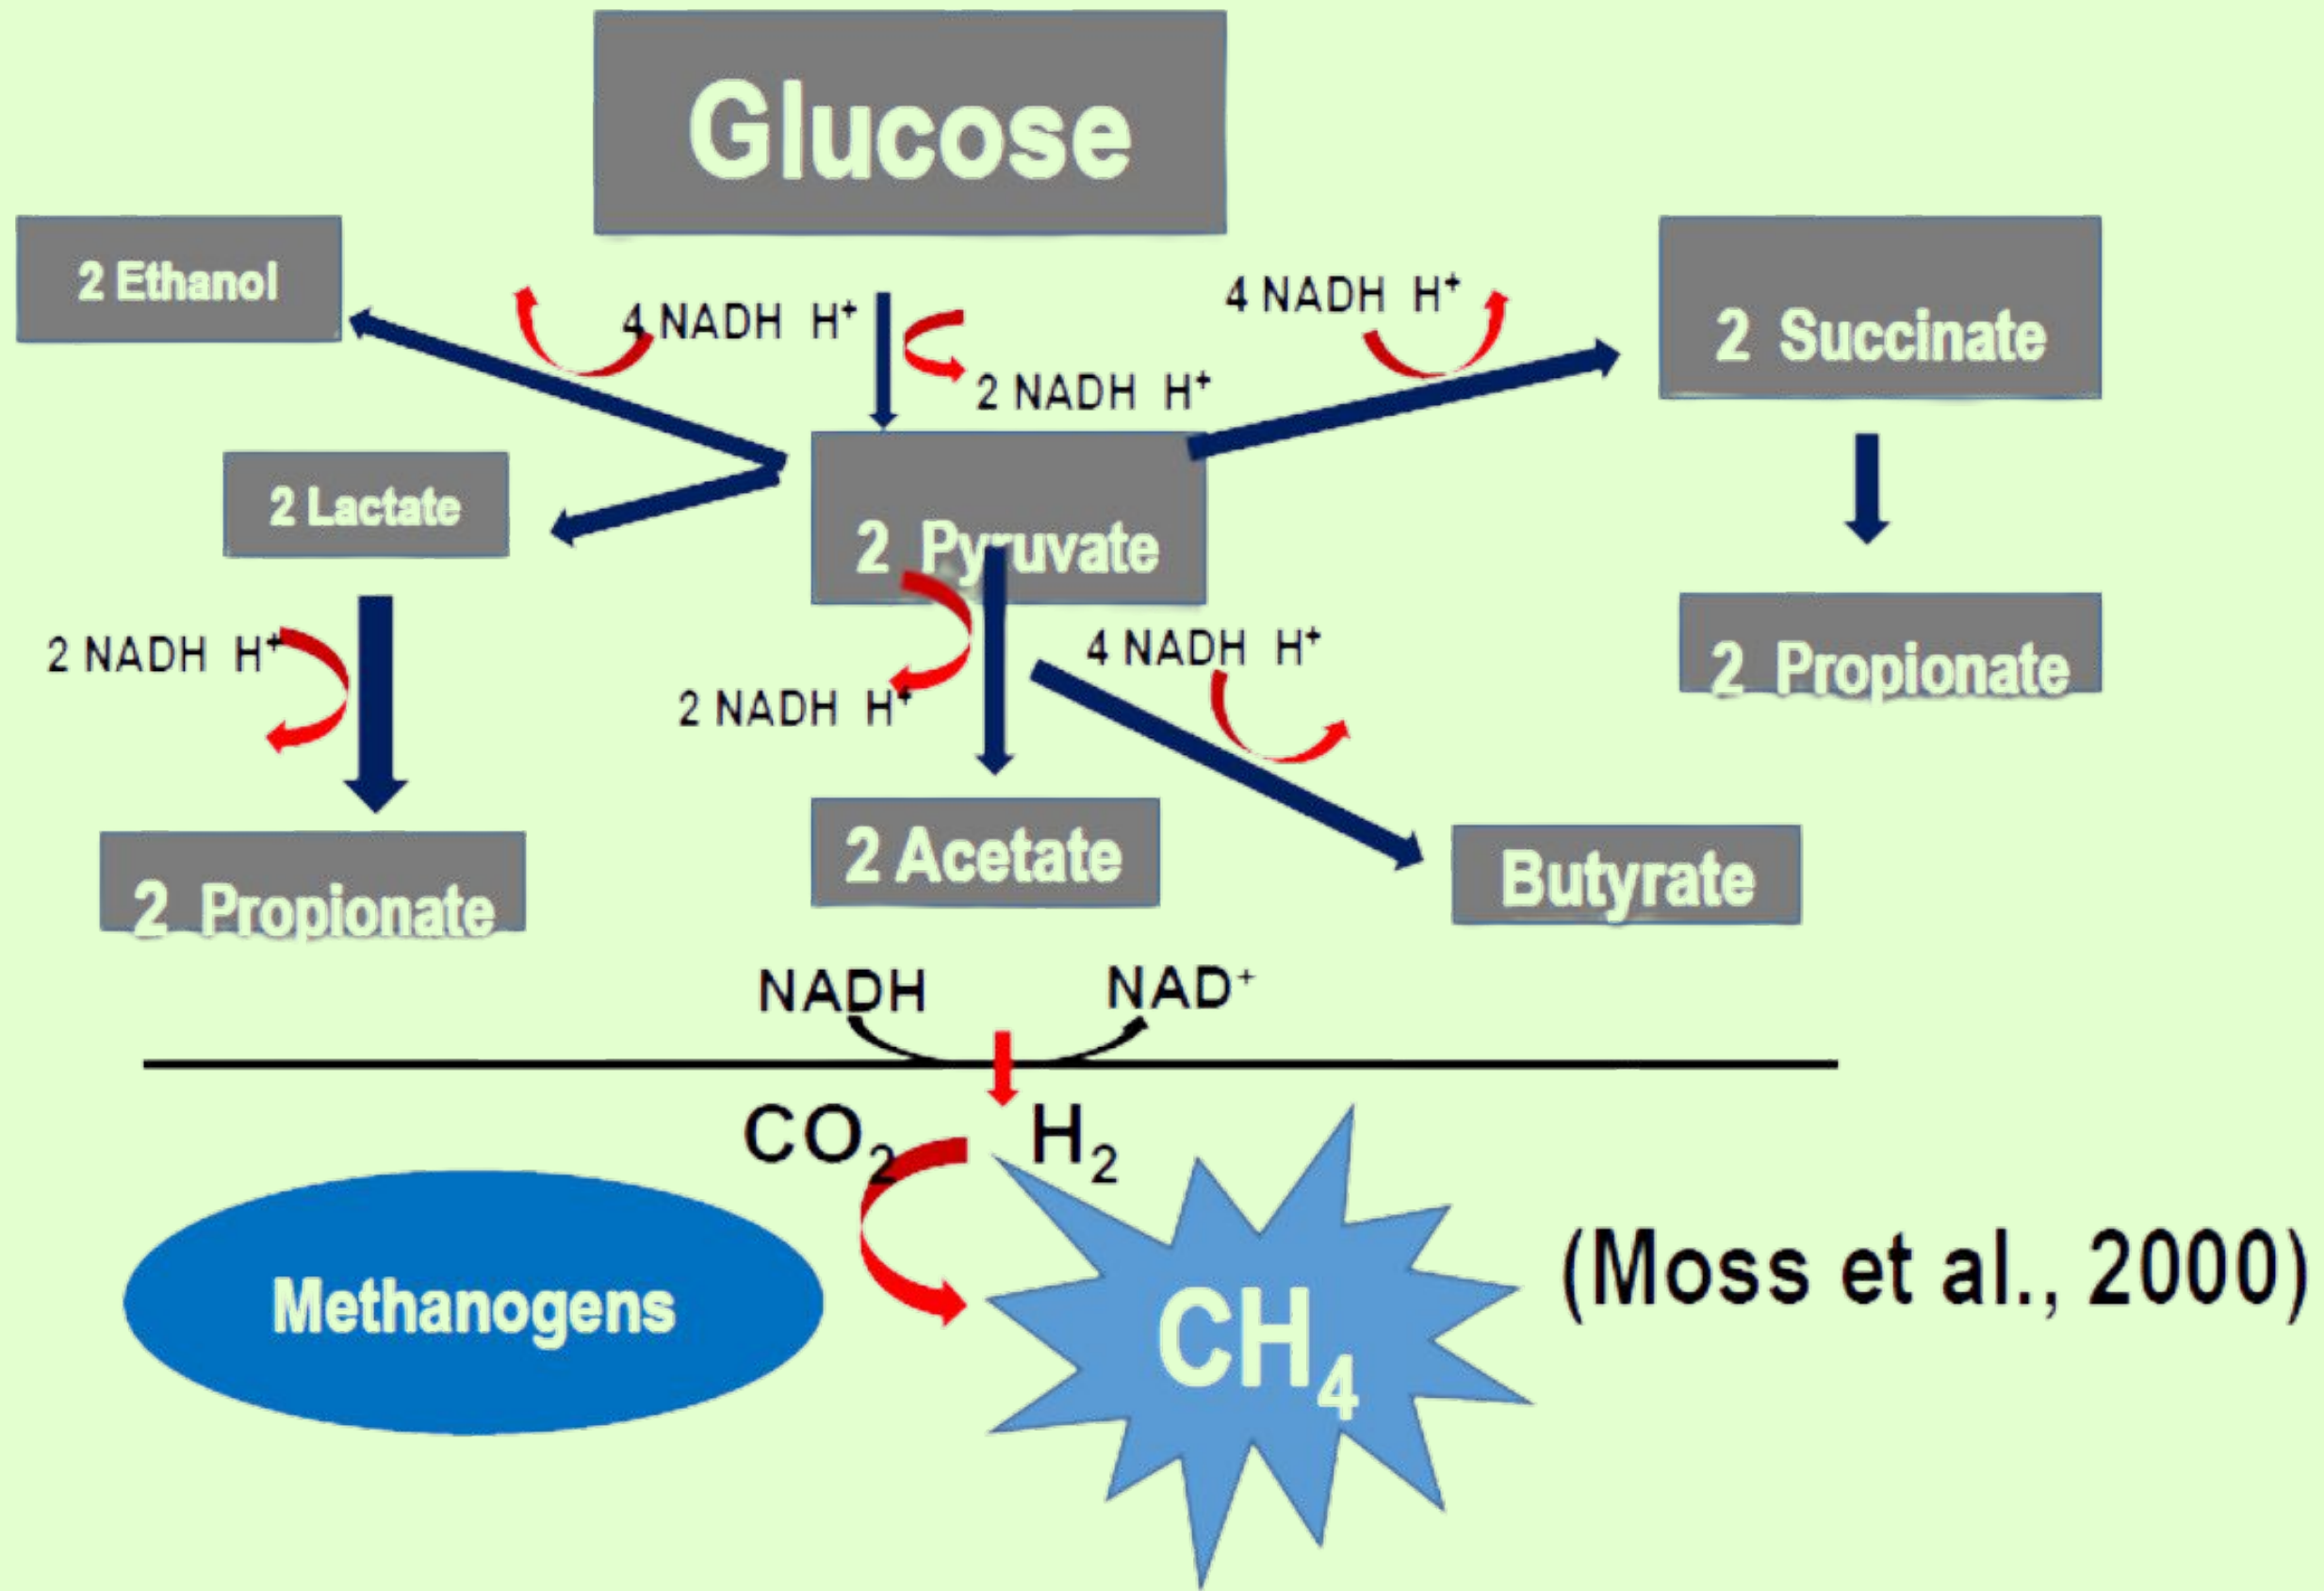 Glucose
2 Ethanol
4 NADH H⁺
4 NADH H⁺
2 Succinate
2 NADH H⁺
2 Lactate
2 Pyruvate
2 NADH H⁺
4 NADH H⁺
2 Propionate
2 NADH H⁺
2 Acetate
Butyrate
2 Propionate
NADH
NAD⁺
CO₂
H₂
Methanogens
CH₄
(Moss et al., 2000)